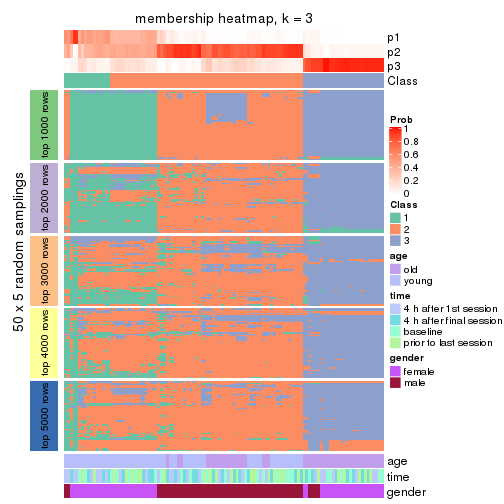 membership heatmap, k = 3
p1
p2
p3
Class
50 x 5 random samplings
top 1000 rows
top 2000 rows
top 3000 rows
top 4000 rows
top 5000 rows
age
time
gender
Prob
1
0.8
0.6
0.4
0.2
0
Class
1
2
3
age
old
young
time
4 h after 1st session
4 h after final session
baseline
prior to last session
gender
female
male